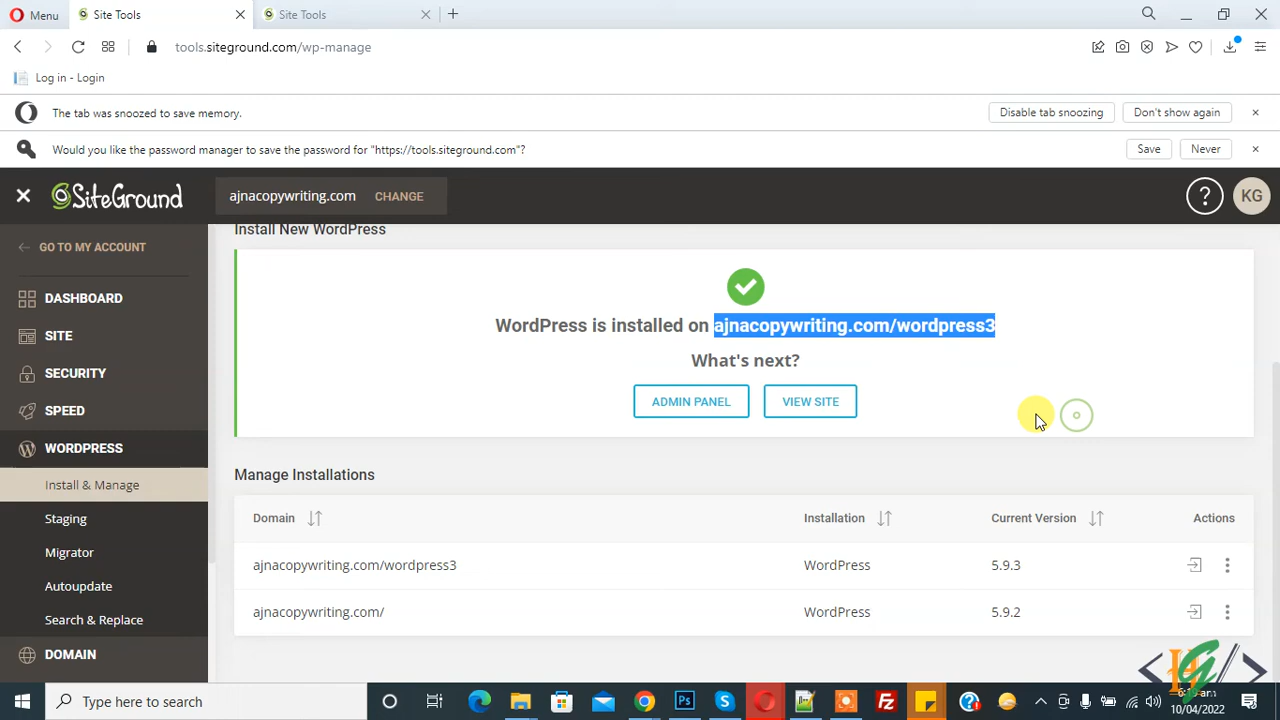 Menu
Site Tools
Site Tools
tools.siteground.com/wp-manage
Log in - Login
The tab was snoozed to save memory.
Disable tab snoozing
Don't show again
Would you like the password manager to save the password for "https://tools.siteground.com"?
Save
Never
SiteGround
ajnacopywriting.com
CHANGE
KG
GO TO MY ACCOUNT
DASHBOARD
SITE
SECURITY
SPEED
WORDPRESS
Install & Manage
Staging
Migrator
Autoupdate
Search & Replace
DOMAIN
Install New WordPress
WordPress is installed on ajnacopywriting.com/wordpress3
What's next?
ADMIN PANEL
VIEW SITE
Manage Installations
Domain
Installation
Current Version
Actions
ajnacopywriting.com/wordpress3
WordPress
5.9.3
ajnacopywriting.com/
WordPress
5.9.2
Type here to search
10/04/2022